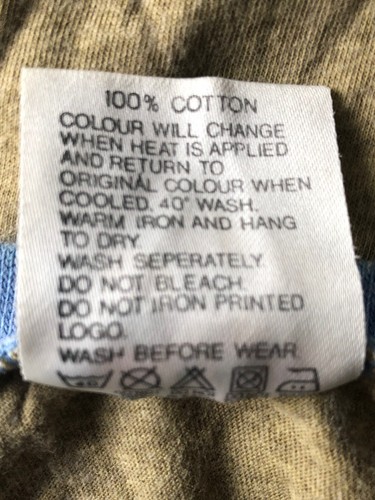 100% COTTON
COLOUR WILL CHANGE
WHEN HEAT IS APPLIED
AND RETURN TO
ORIGINAL COLOUR WHEN
COOLED. 40° WASH.
WARM IRON AND HANG
TO DRY.
WASH SEPERATELY
DO NOT BLEACH.
DO NOT IRON PRINTED
LOGO.
WASH BEFORE WEAR.
40